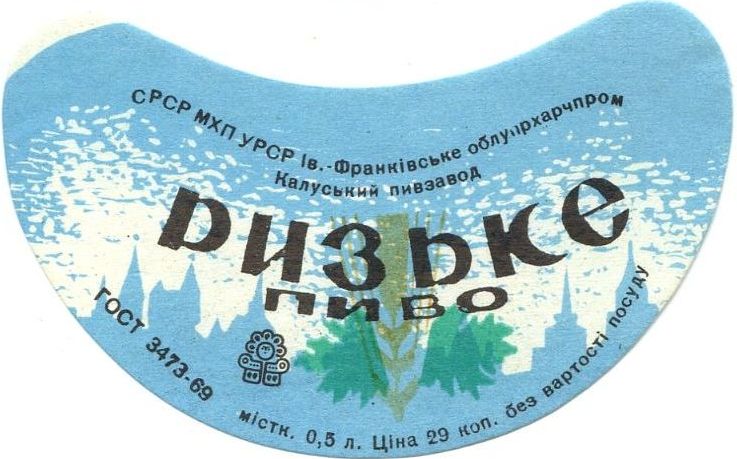 СРСР МХП УРСР Ів.-Франківське облупрхарчпром
Калуський пивзавод
Ризьке
пиво
ГОСТ 3473-69
містк. 0,5 л. Ціна 29 коп. без вартості посуду